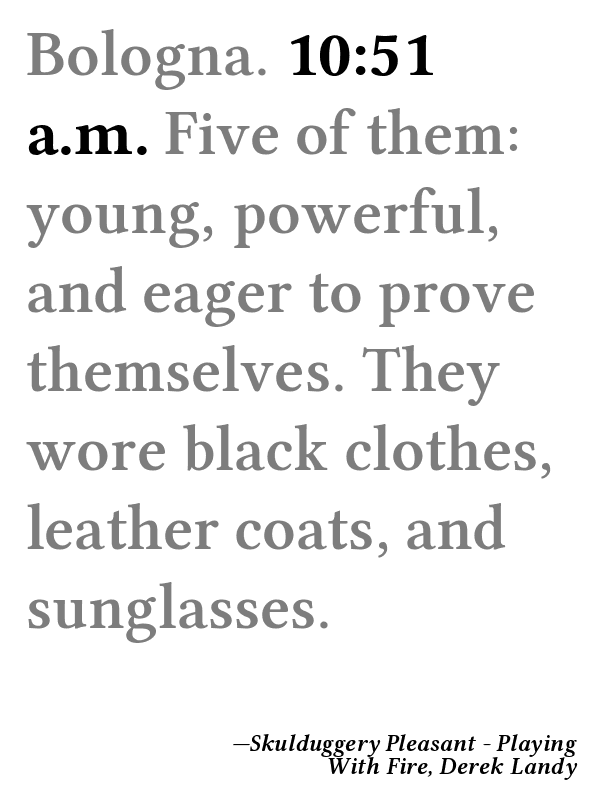 Bologna. 10:51
a.m. Five of them:
young, powerful,
and eager to prove
themselves. They
wore black clothes,
leather coats, and
sunglasses.
—Skulduggery Pleasant - Playing
With Fire, Derek Landy